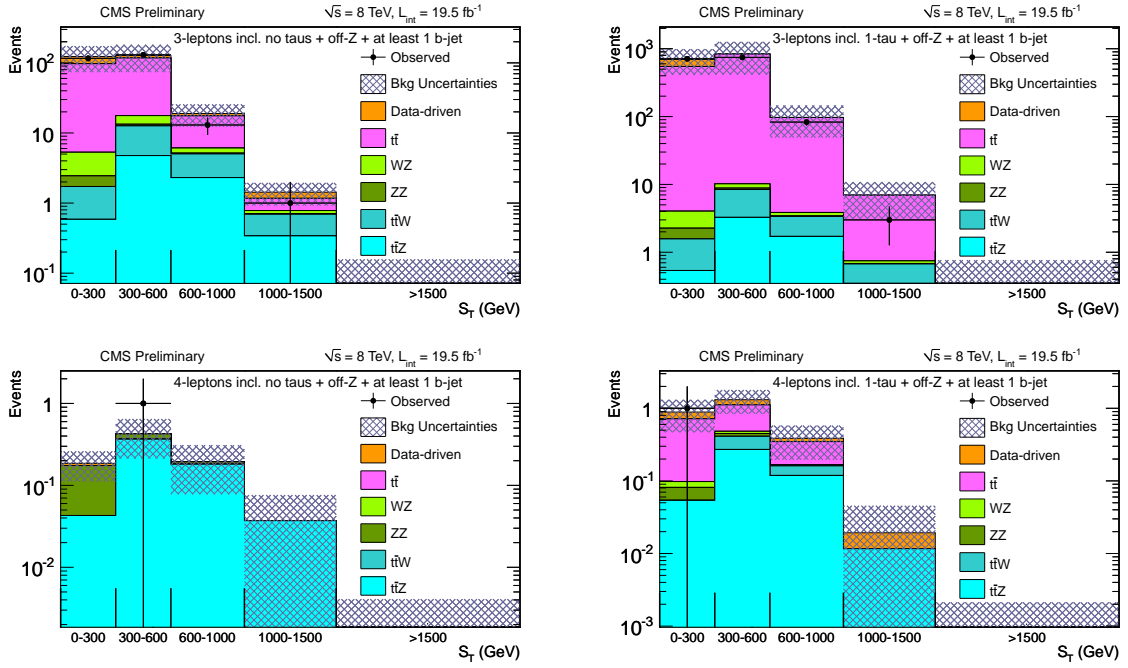 CMS Preliminary √s = 8 TeV, L_int = 19.5 fb⁻¹
3-leptons incl. no taus + off-Z + at least 1 b-jet
Events
10²
10
1
10⁻¹
Observed
Bkg Uncertainties
Data-driven
tt̄
WZ
ZZ
tt̄W
tt̄Z
0-300 300-600 600-1000 1000-1500 >1500
S_T (GeV)
CMS Preliminary √s = 8 TeV, L_int = 19.5 fb⁻¹
3-leptons incl. 1-tau + off-Z + at least 1 b-jet
Events
10³
10²
10
1
Observed
Bkg Uncertainties
Data-driven
tt̄
WZ
ZZ
tt̄W
tt̄Z
0-300 300-600 600-1000 1000-1500 >1500
S_T (GeV)
CMS Preliminary √s = 8 TeV, L_int = 19.5 fb⁻¹
4-leptons incl. no taus + off-Z + at least 1 b-jet
Events
1
10⁻¹
10⁻²
Observed
Bkg Uncertainties
Data-driven
tt̄
WZ
ZZ
tt̄W
tt̄Z
0-300 300-600 600-1000 1000-1500 >1500
S_T (GeV)
CMS Preliminary √s = 8 TeV, L_int = 19.5 fb⁻¹
4-leptons incl. 1-tau + off-Z + at least 1 b-jet
Events
1
10⁻¹
10⁻²
10⁻³
Observed
Bkg Uncertainties
Data-driven
tt̄
WZ
ZZ
tt̄W
tt̄Z
0-300 300-600 600-1000 1000-1500 >1500
S_T (GeV)